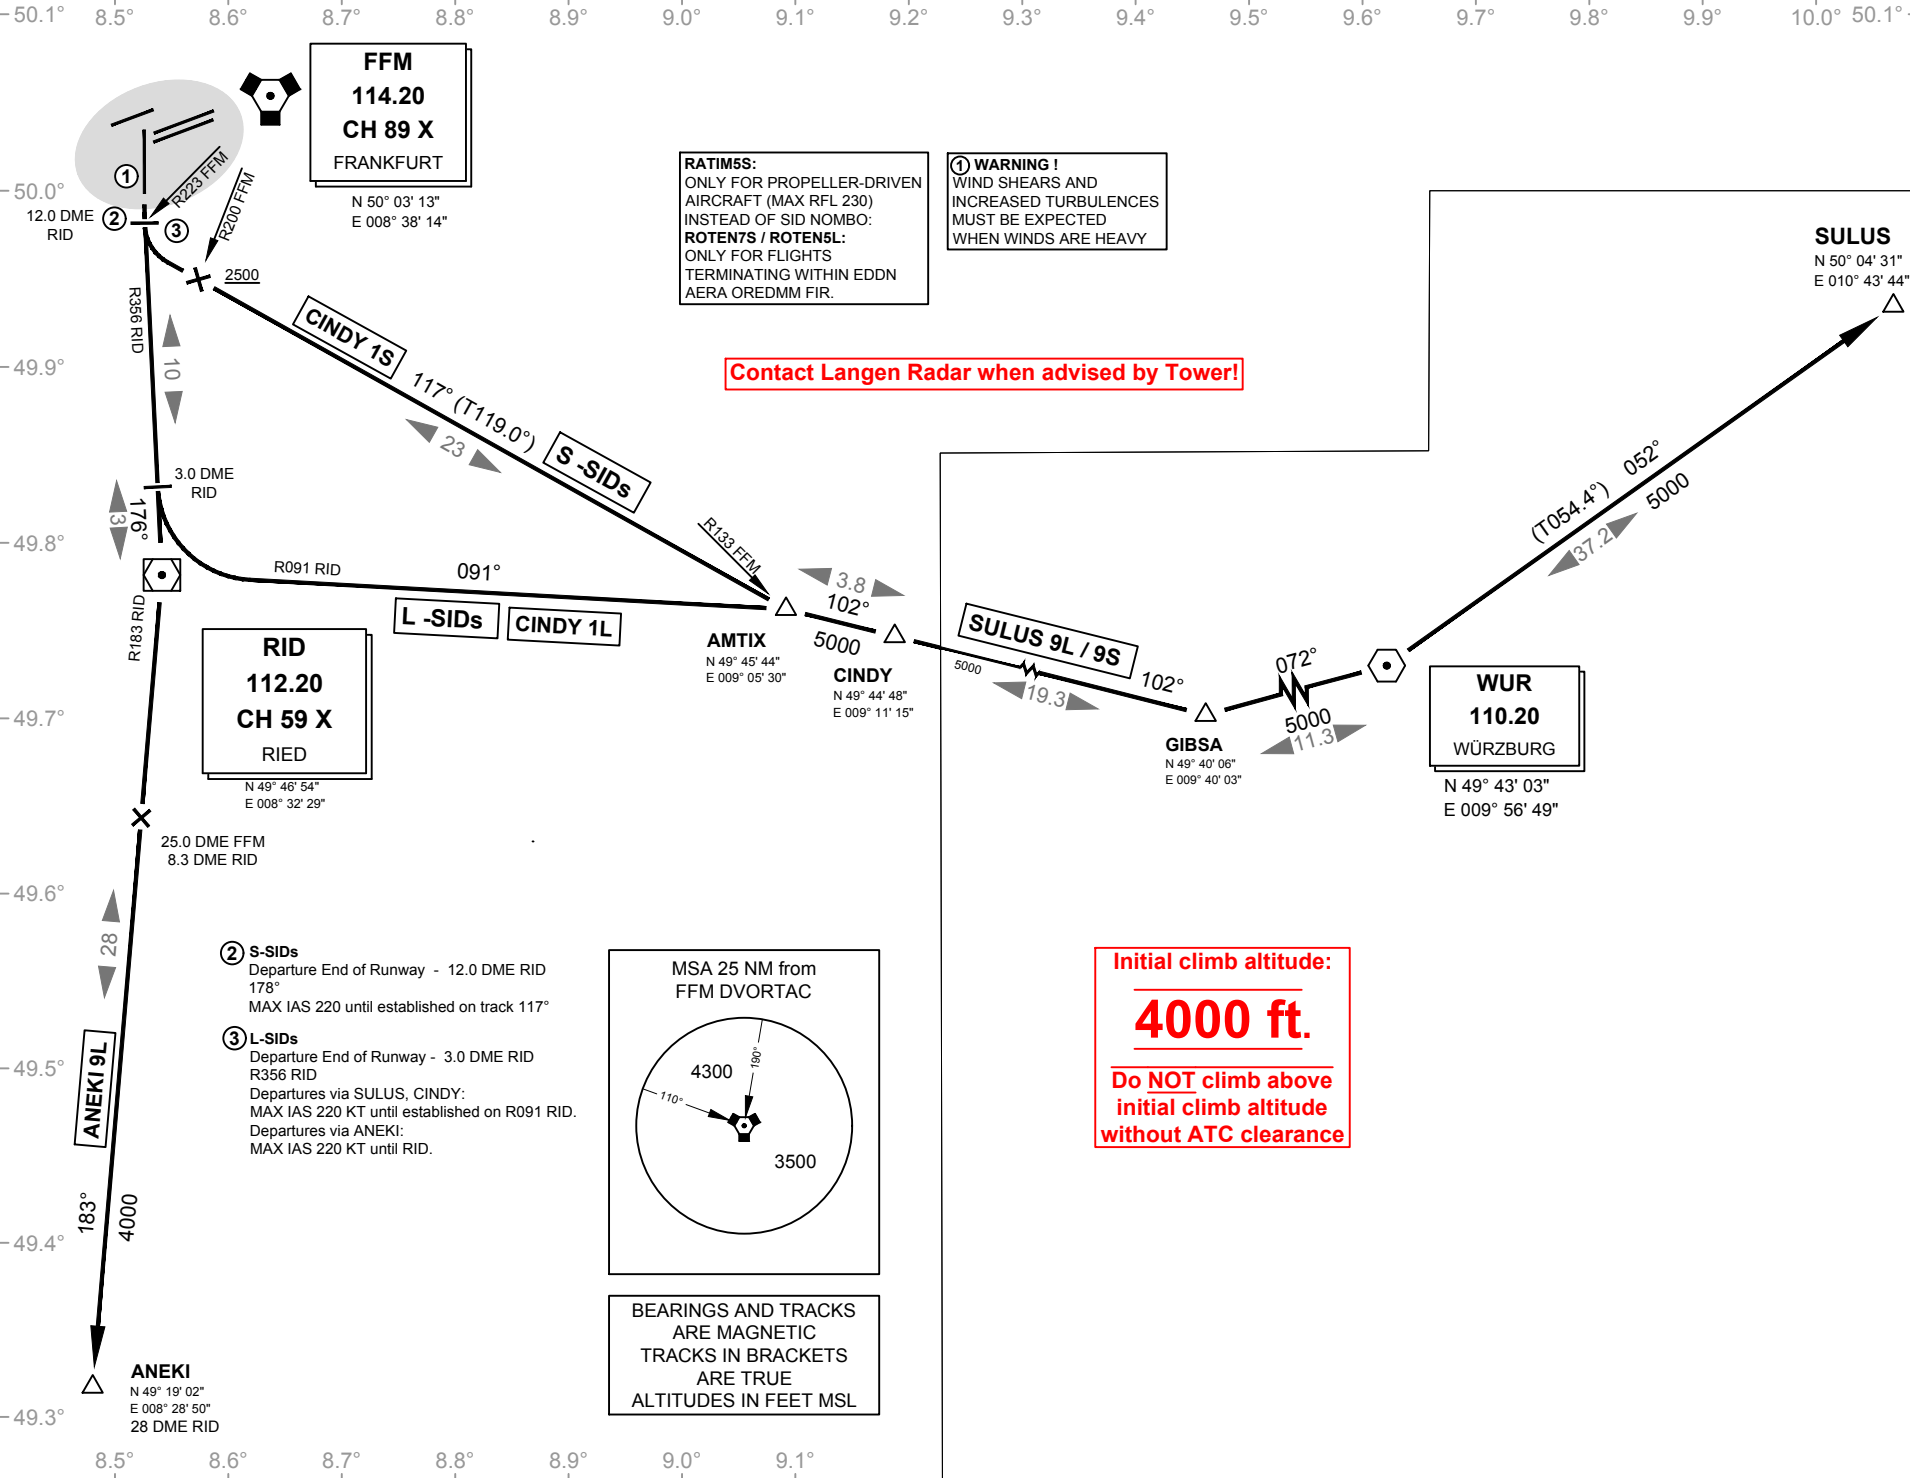 50.1° 8.5° 8.6° 8.7° 8.8° 8.9° 9.0° 9.1° 9.2° 9.3° 9.4° 9.5° 9.6° 9.7° 9.8° 9.9° 10.0° 50.1°
FFM
114.20
CH 89 X
FRANKFURT
N 50° 03' 13"
E 008° 38' 14"
1
R223 FFM
R200 FFM
50.0°
12.0 DME
RID
2
3
2500
RATIM5S:
ONLY FOR PROPELLER-DRIVEN
AIRCRAFT (MAX RFL 230)
INSTEAD OF SID NOMBO:
ROTEN7S / ROTEN5L:
ONLY FOR FLIGHTS
TERMINATING WITHIN EDDN
AERA OREDMM FIR.
1 WARNING !
WIND SHEARS AND
INCREASED TURBULENCES
MUST BE EXPECTED
WHEN WINDS ARE HEAVY
SULUS
N 50° 04' 31"
E 010° 43' 44"
R356 RID
10
CINDY 1S
117° (T119.0°)
23
S -SIDs
49.9°
Contact Langen Radar when advised by Tower!
3.0 DME
RID
3
176°
49.8°
R133 FFM
(T054.4°) 052°
37.2
5000
R091 RID
091°
L -SIDs
CINDY 1L
3.8
102°
5000
AMTIX
N 49° 45' 44"
E 009° 05' 30"
CINDY
N 49° 44' 48"
E 009° 11' 15"
SULUS 9L / 9S
5000
102°
19.3
072°
5000
11.3
GIBSA
N 49° 40' 06"
E 009° 40' 03"
WUR
110.20
WÜRZBURG
N 49° 43' 03"
E 009° 56' 49"
R183 RID
RID
112.20
CH 59 X
RIED
N 49° 46' 54"
E 008° 32' 29"
49.7°
25.0 DME FFM
8.3 DME RID
49.6°
28
2 S-SIDs
Departure End of Runway - 12.0 DME RID
178°
MAX IAS 220 until established on track 117°
3 L-SIDs
Departure End of Runway - 3.0 DME RID
R356 RID
Departures via SULUS, CINDY:
MAX IAS 220 KT until established on R091 RID.
Departures via ANEKI:
MAX IAS 220 KT until RID.
MSA 25 NM from
FFM DVORTAC
4300
190°
110°
3500
Initial climb altitude:
4000 ft.
Do NOT climb above
initial climb altitude
without ATC clearance
49.5°
ANEKI 9L
183°
4000
49.4°
BEARINGS AND TRACKS
ARE MAGNETIC
TRACKS IN BRACKETS
ARE TRUE
ALTITUDES IN FEET MSL
ANEKI
N 49° 19' 02"
E 008° 28' 50"
28 DME RID
49.3°
8.5° 8.6° 8.7° 8.8° 8.9° 9.0° 9.1°